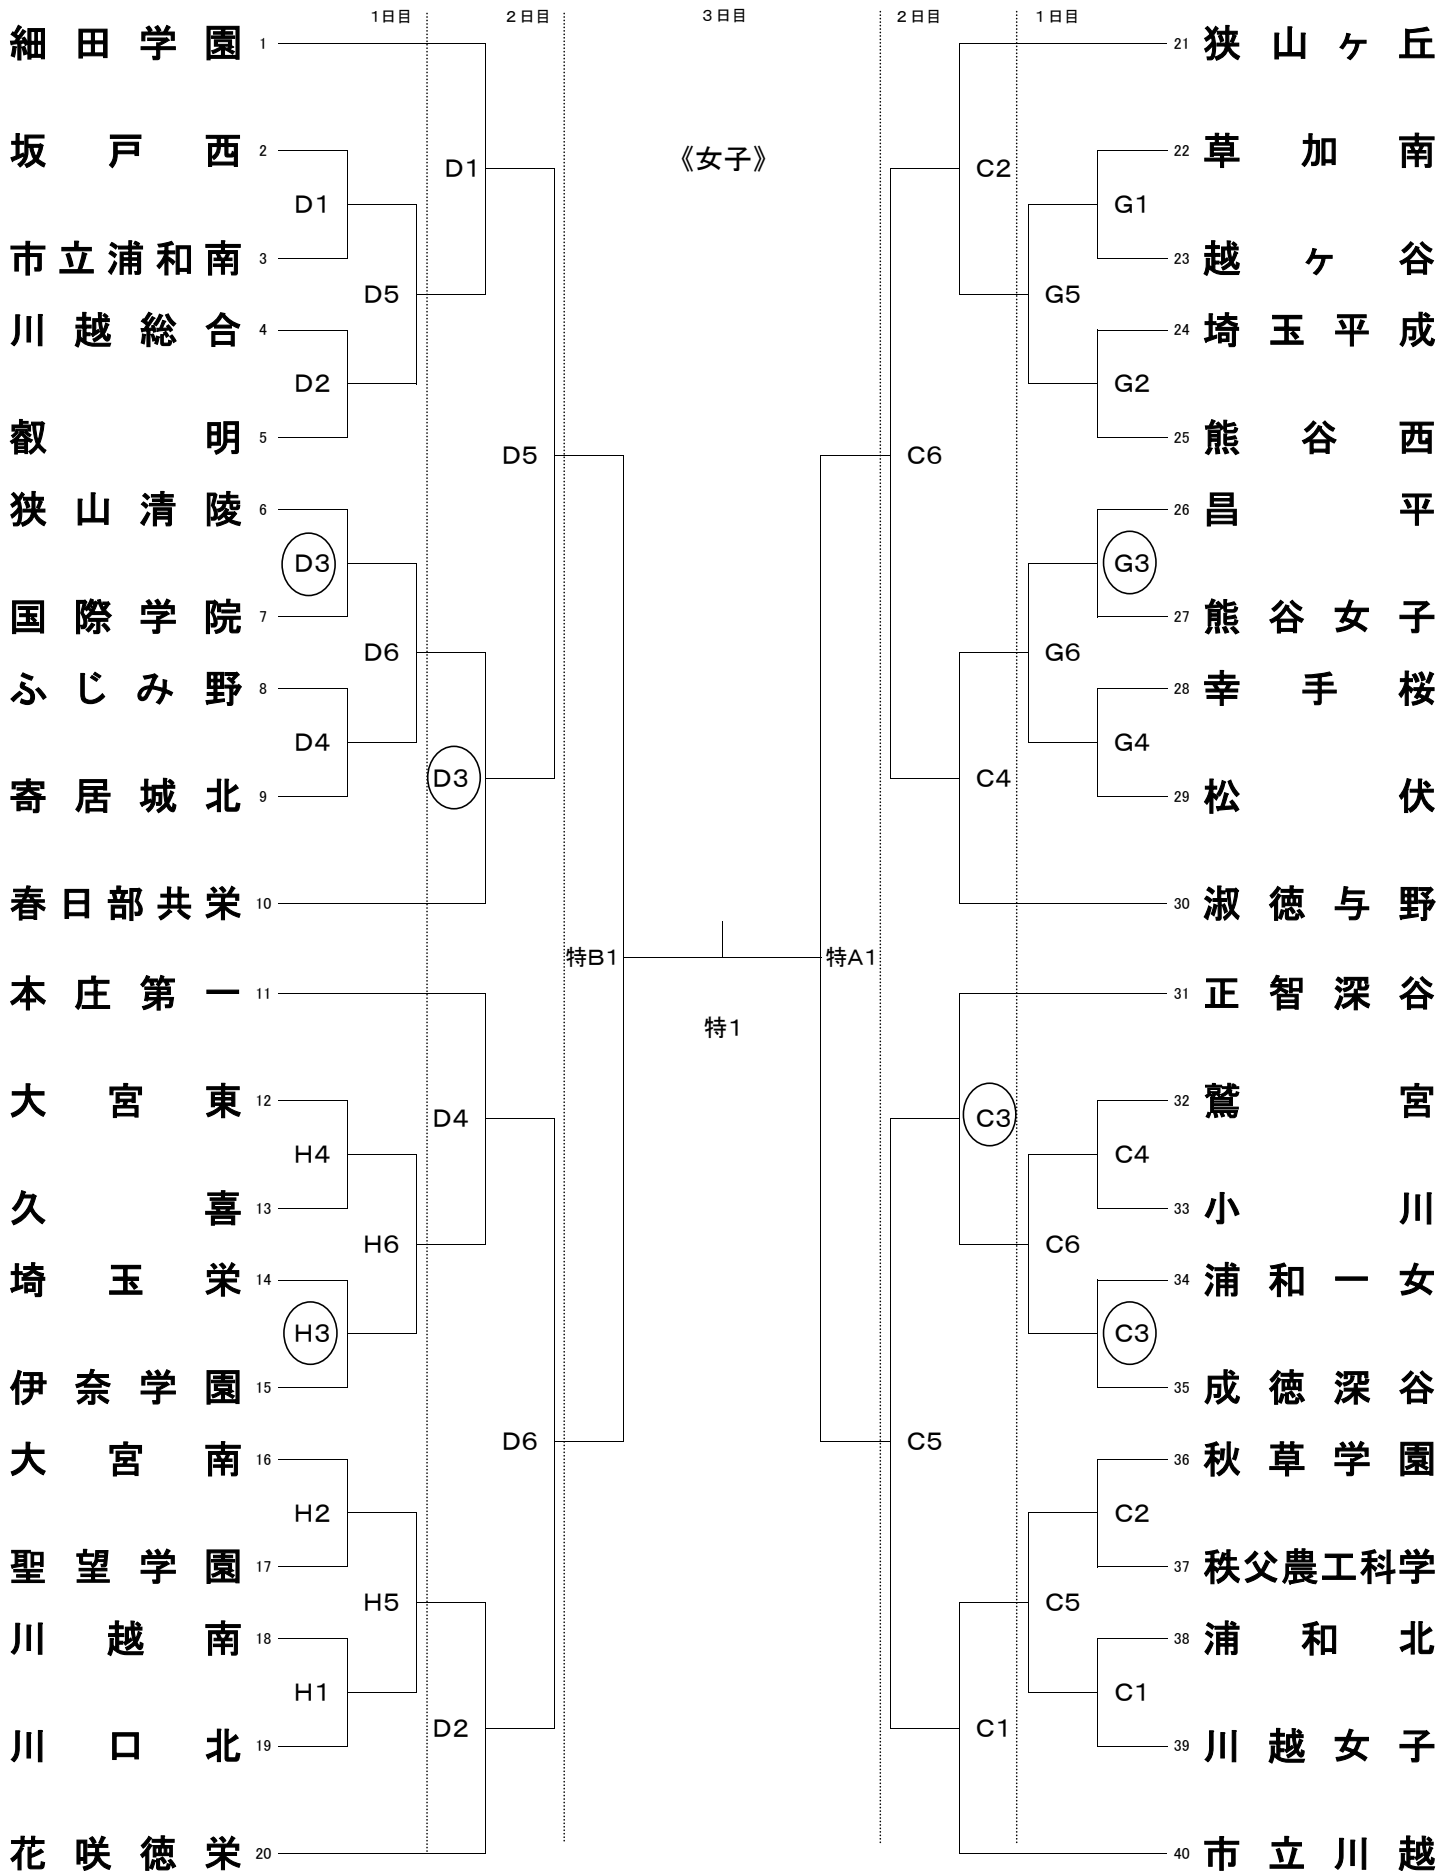 1日目 2日目 3日目 2日目 1日目
《女子》
細田学園 1
坂戸西 2
D1
市立浦和南 3
D5
川越総合 4
D2
叡明 5
D1
狭山清陵 6
D3
国際学院 7
D6
ふじみ野 8
D4
寄居城北 9
D3
春日部共栄 10
D5
本庄第一 11
大宮東 12
H4
久喜 13
H6
埼玉栄 14
H3
伊奈学園 15
D4
大宮南 16
H2
聖望学園 17
H5
川越南 18
H1
川口北 19
D2
花咲徳栄 20
D6
特B1
特1
特A1
21 狭山ヶ丘
22 草加南
G1
23 越ヶ谷
G5
24 埼玉平成
G2
25 熊谷西
C2
26 昌平
G3
27 熊谷女子
G6
28 幸手桜
G4
29 松伏
C4
30 淑徳与野
C6
31 正智深谷
32 鷲宮
C4
33 小川
C6
34 浦和一女
C3
35 成徳深谷
C3
36 秋草学園
C2
37 秩父農工科学
C5
38 浦和北
C1
39 川越女子
C1
40 市立川越
C5